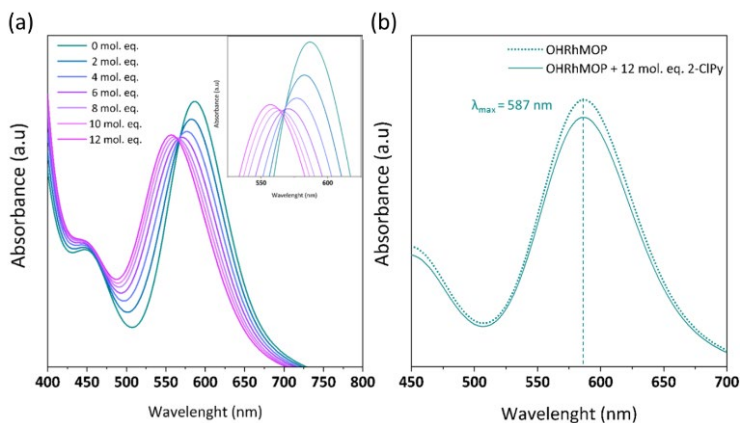 (a)
0 mol. eq.
2 mol. eq.
4 mol. eq.
6 mol. eq.
8 mol. eq.
10 mol. eq.
12 mol. eq.
Absorbance (a.u)
Absorbance (a.u)
550
600
Wavelenght (nm)
400
450
500
550
600
650
700
750
800
Wavelenght (nm)
(b)
OHRhMOP
OHRhMOP + 12 mol. eq. 2-ClPy
λmax = 587 nm
Absorbance (a.u)
450
500
550
600
650
700
Wavelenght (nm)